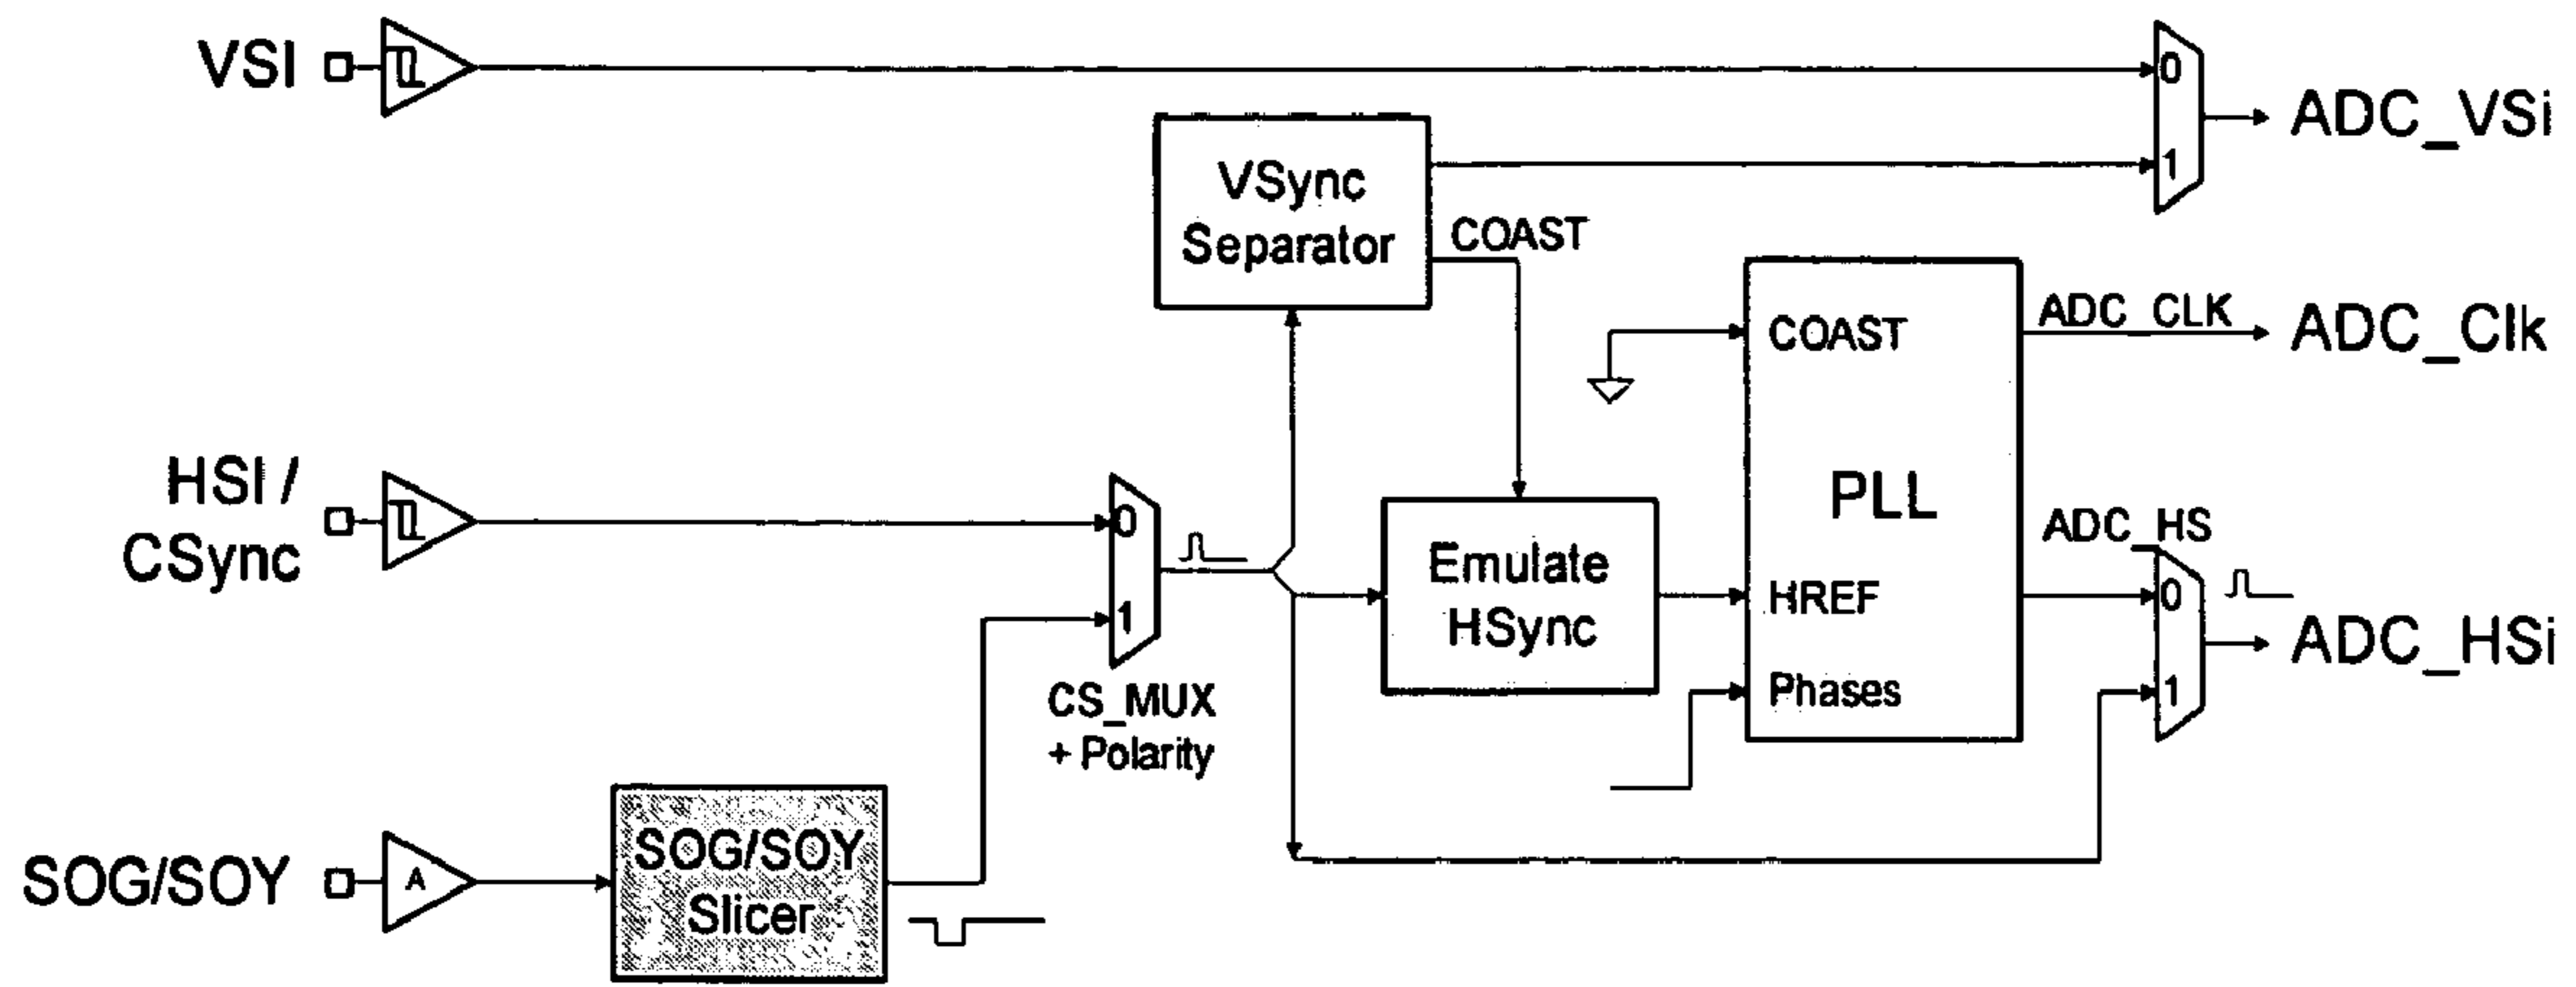 VSI
0
1
ADC_VSi
VSync
Separator
COAST
COAST
PLL
HREF
Phases
ADC_CLK
ADC_Clk
HSI /
CSync
0
1
CS_MUX
+ Polarity
Emulate
HSync
ADC_HS
0
1
ADC_HSi
SOG/SOY
A
SOG/SOY
Slicer